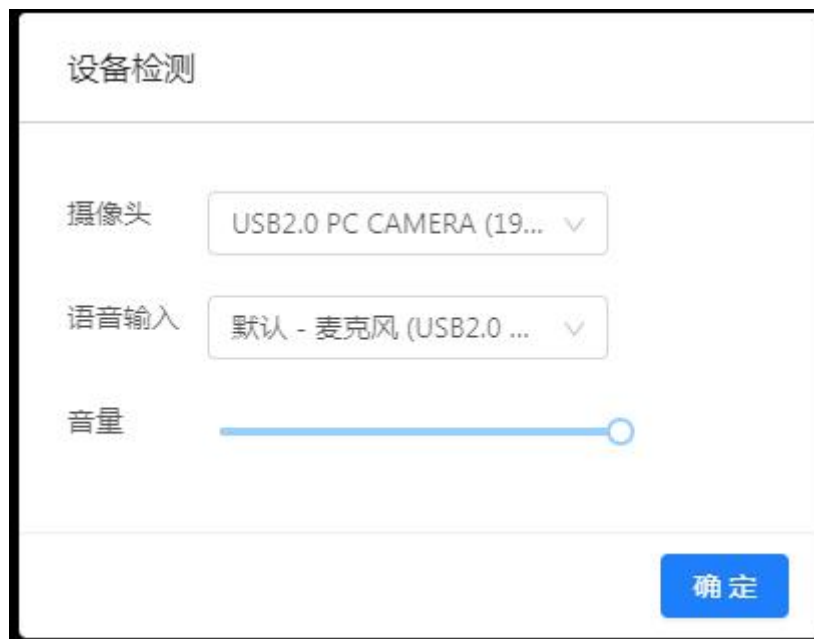 设备检测
摄像头
USB2.0 PC CAMERA (19...
语音输入
默认 - 麦克风 (USB2.0 ...
音量
确 定